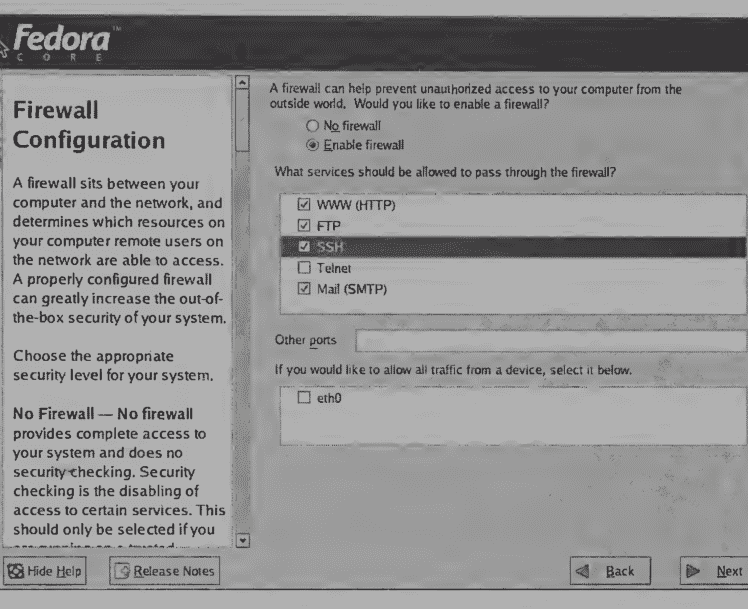 Fedora™
CORE
Firewall
Configuration
A firewall sits between your
computer and the network, and
determines which resources on
your computer remote users on
the network are able to access.
A properly configured firewall
can greatly increase the out-of-
the-box security of your system.
Choose the appropriate
security level for your system.
No Firewall — No firewall
provides complete access to
your system and does no
security checking. Security
checking is the disabling of
access to certain services. This
should only be selected if you
A firewall can help prevent unauthorized access to your computer from the
outside world. Would you like to enable a firewall?
No firewall
Enable firewall
What services should be allowed to pass through the firewall?
WWW (HTTP)
FTP
SSH
Telnet
Mail (SMTP)
Other ports
If you would like to allow all traffic from a device, select it below.
eth0
Hide Help
Release Notes
Back
Next